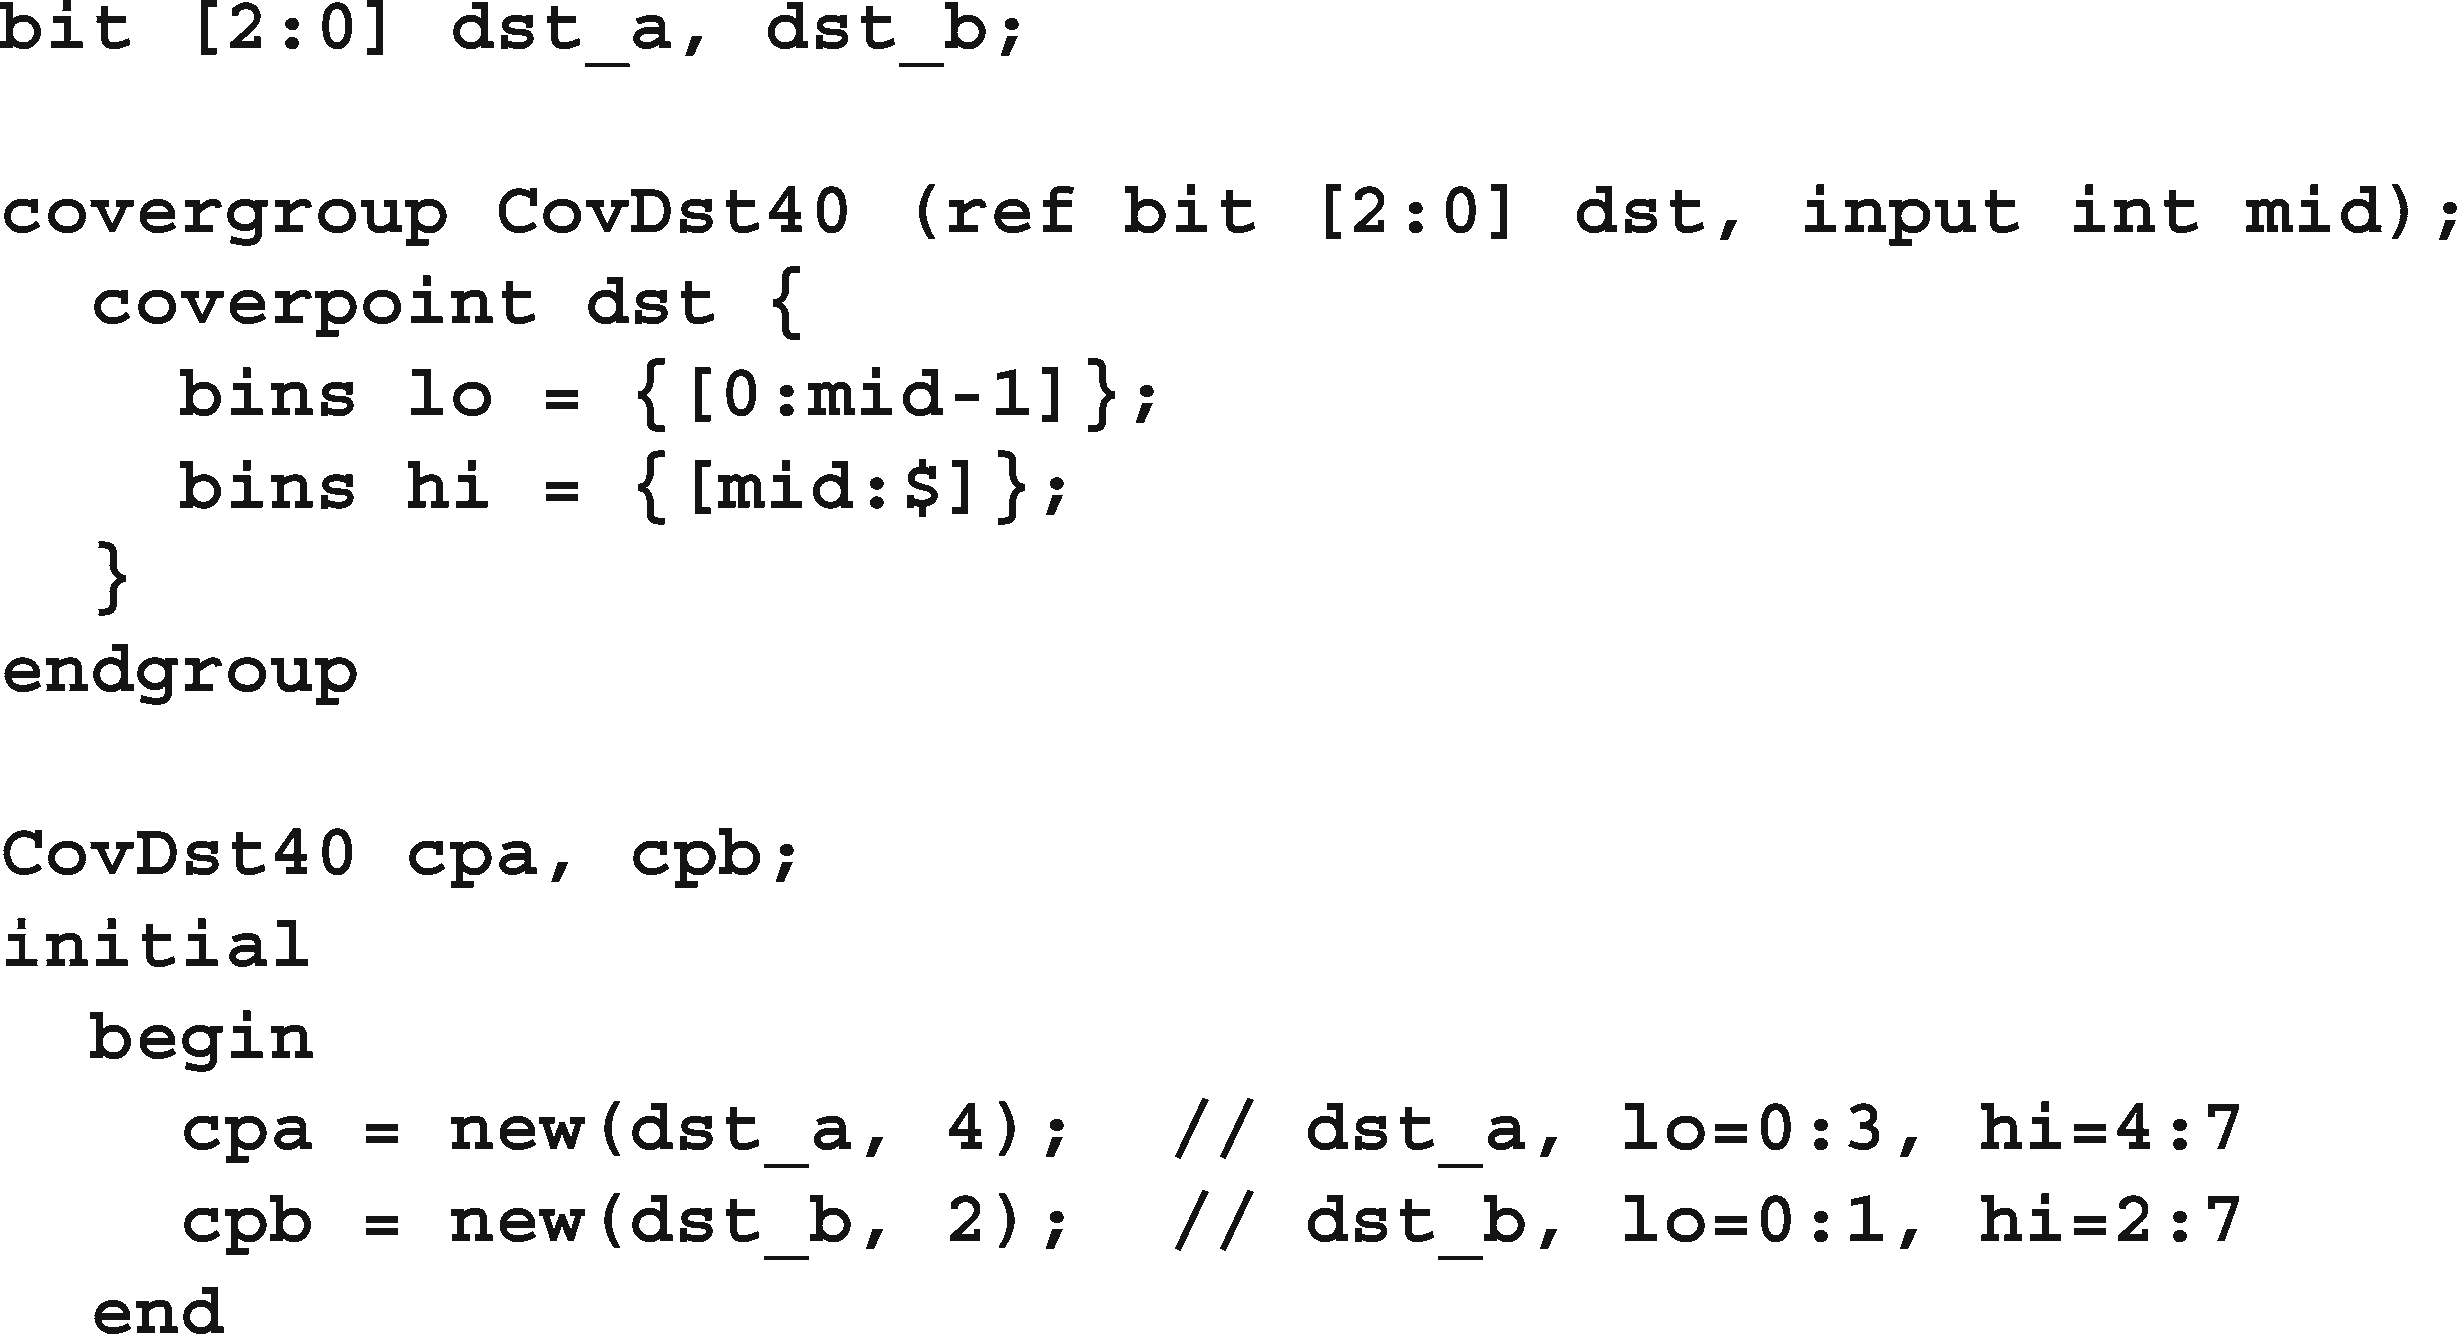 bit [2:0] dst_a, dst_b;
covergroup CovDst40 (ref bit [2:0] dst, input int mid);
coverpoint dst {
bins lo = {[0:mid-1]};
bins hi = {[mid:$]};
}
endgroup
CovDst40 cpa, cpb;
initial
begin
cpa = new(dst_a, 4); // dst_a, lo=0:3, hi=4:7
cpb = new(dst_b, 2); // dst_b, lo=0:1, hi=2:7
end